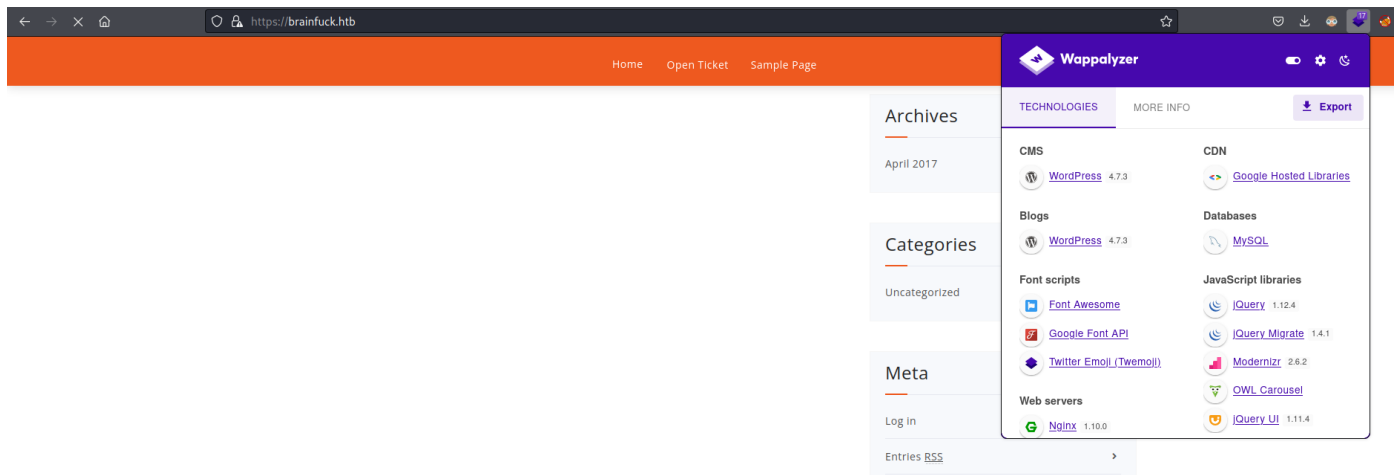 https://brainfuck.htb
17
Home Open Ticket Sample Page
Archives
April 2017
Categories
Uncategorized
Meta
Log in
Entries RSS
Wappalyzer
TECHNOLOGIES MORE INFO Export
CMS
WordPress 4.7.3
Blogs
WordPress 4.7.3
Font scripts
Font Awesome
Google Font API
Twitter Emoji (Twemoji)
Web servers
Nginx 1.10.0
CDN
Google Hosted Libraries
Databases
MySQL
JavaScript libraries
jQuery 1.12.4
jQuery Migrate 1.4.1
Modernizr 2.6.2
OWL Carousel
jQuery UI 1.11.4